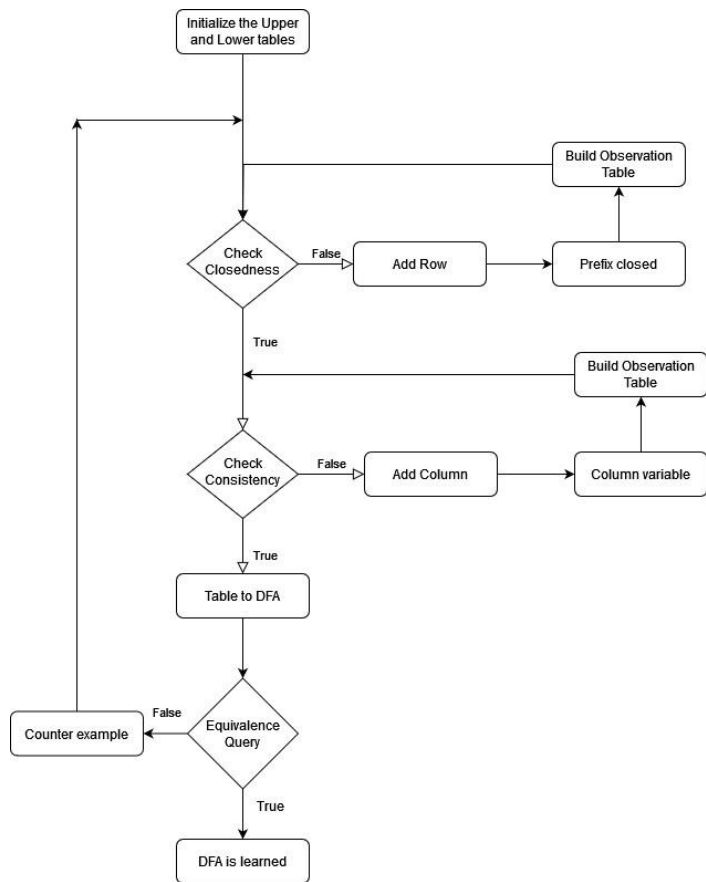 Initialize the Upper
and Lower tables
Build Observation
Table
Check
Closedness
False
Add Row
Prefix closed
True
Build Observation
Table
Check
Consistency
False
Add Column
Column variable
True
Table to DFA
Equivalence
Query
False
Counter example
True
DFA is learned